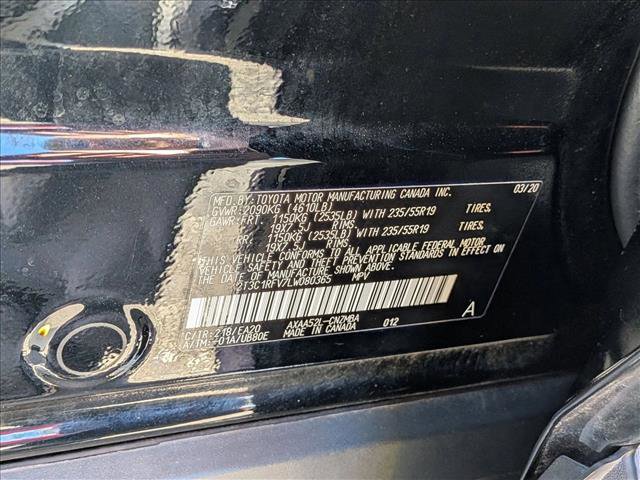 MFD. BY: TOYOTA MOTOR MANUFACTURING CANADA INC. 03/20
GVWR: 2090KG (4610LB)
GAWR: FRT. 1150KG (2535LB) WITH 235/55R19 TIRES,
19X7.5J RIMS
RR. 1150KG (2535LB) WITH 235/55R19 TIRES,
19X7.5J RIMS
THIS VEHICLE CONFORMS TO ALL APPLICABLE FEDERAL MOTOR
VEHICLE SAFETY AND THEFT PREVENTION STANDARDS IN EFFECT ON
THE DATE OF MANUFACTURE SHOWN ABOVE.
2T3C1RFV7LW080365 MPV
C/TR: 218/EA20 AXAA52L-CNZMBA 012 A
A/TM: -01A/UB80E MADE IN CANADA